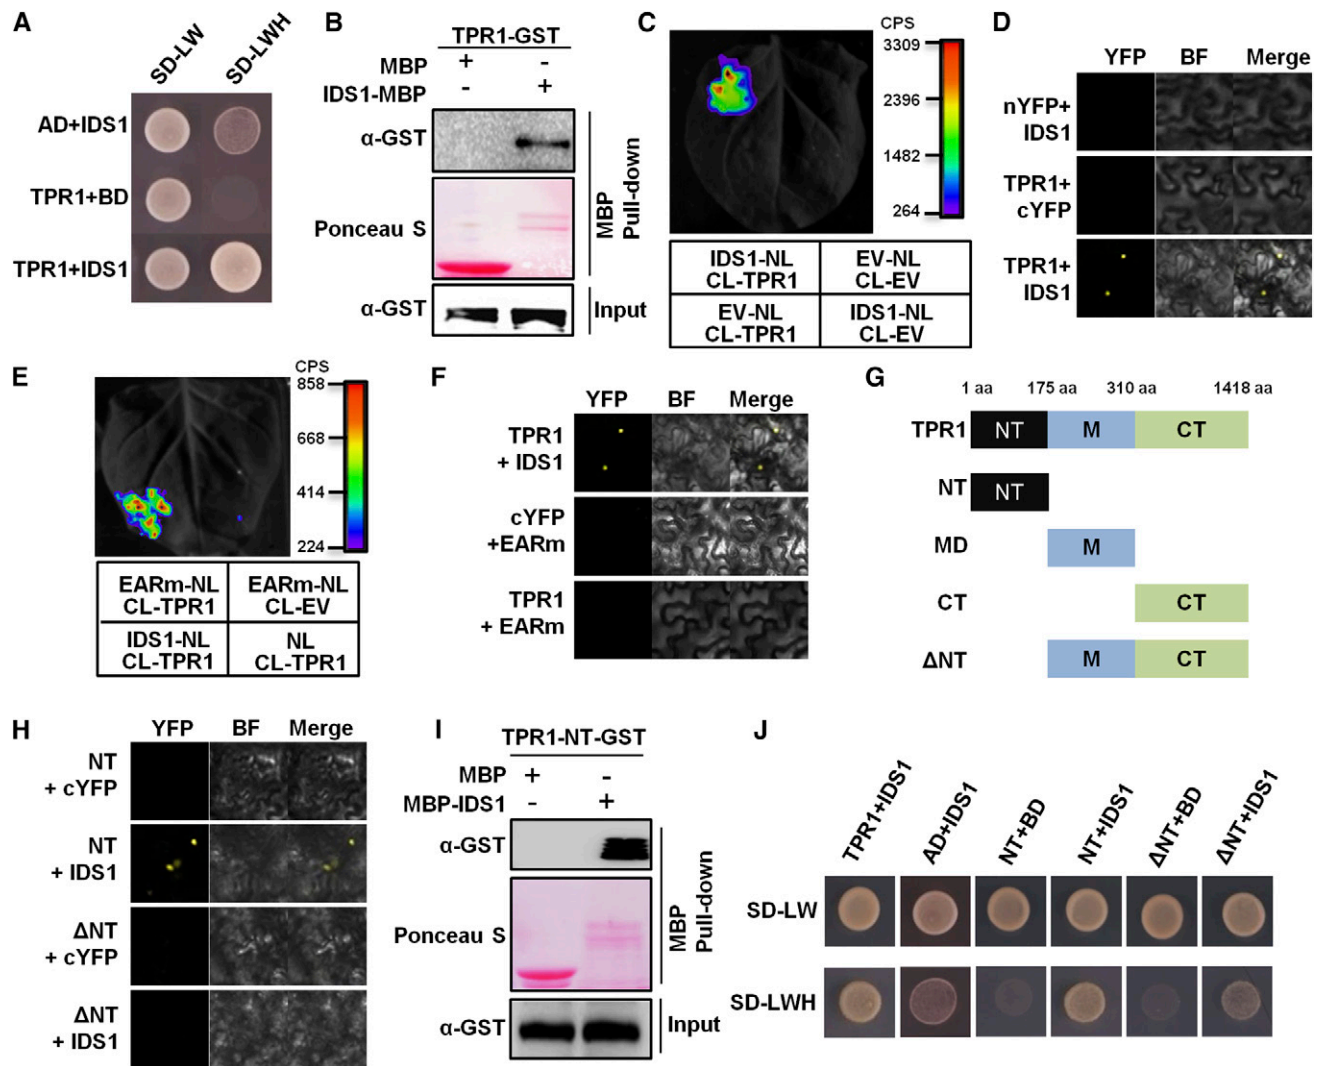 A
SD-LW
SD-LWH
AD+IDS1
TPR1+BD
TPR1+IDS1
B
TPR1-GST
MBP + -
IDS1-MBP - +
α-GST
Ponceau S
MBP
Pull-down
α-GST
Input
C
CPS
3309
2396
1482
264
IDS1-NL EV-NL
CL-TPR1 CL-EV
EV-NL IDS1-NL
CL-TPR1 CL-EV
D
YFP BF Merge
nYFP+
IDS1
TPR1+
cYFP
TPR1+
IDS1
E
CPS
858
668
414
224
EARm-NL EARm-NL
CL-TPR1 CL-EV
IDS1-NL NL
CL-TPR1 CL-TPR1
F
YFP BF Merge
TPR1
+ IDS1
cYFP
+EARm
TPR1
+ EARm
G
1 aa 175 aa 310 aa 1418 aa
TPR1 NT M CT
NT NT
MD M
CT CT
ΔNT M CT
H
YFP BF Merge
NT
+ cYFP
NT
+ IDS1
ΔNT
+ cYFP
ΔNT
+ IDS1
I
TPR1-NT-GST
MBP + -
MBP-IDS1 - +
α-GST
Ponceau S
MBP
Pull-down
α-GST
Input
J
TPR1+IDS1
AD+IDS1
NT+BD
NT+IDS1
ΔNT+BD
ΔNT+IDS1
SD-LW
SD-LWH